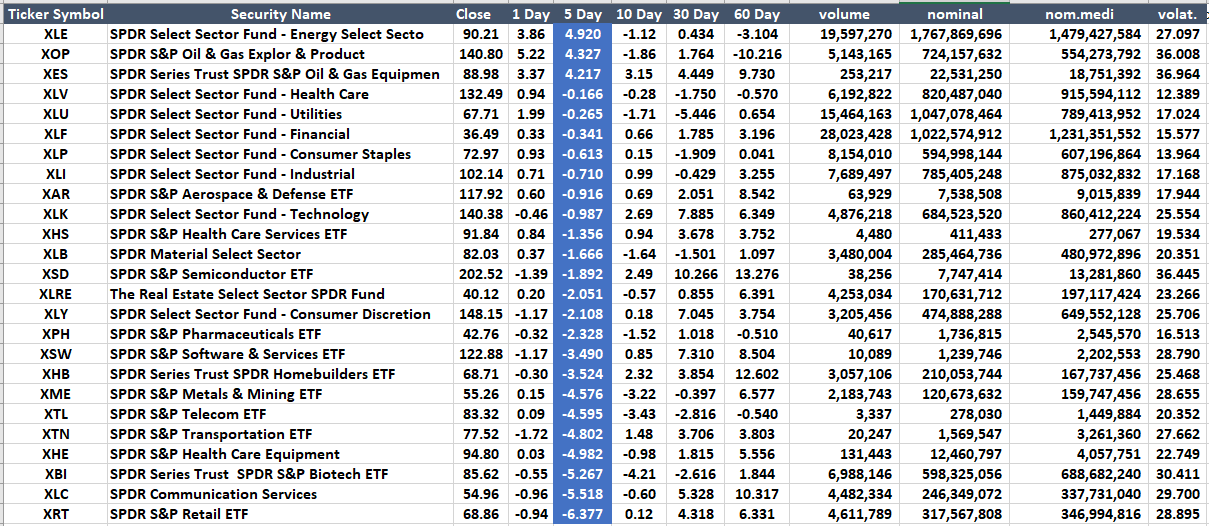 Ticker Symbol Security Name Close 1 Day 5 Day 10 Day 30 Day 60 Day volume nominal nom.medi volat.
XLE SPDR Select Sector Fund - Energy Select Secto 90.21 3.86 4.920 -1.12 0.434 -3.104 19,597,270 1,767,869,696 1,479,427,584 27.097
XOP SPDR S&P Oil & Gas Explor & Product 140.80 5.22 4.327 -1.86 1.764 -10.216 5,143,165 724,157,632 554,273,792 36.008
XES SPDR Series Trust SPDR S&P Oil & Gas Equipmen 88.98 3.37 4.217 3.15 4.449 9.730 253,217 22,531,250 18,751,392 36.964
XLV SPDR Select Sector Fund - Health Care 132.49 0.94 -0.166 -0.28 -1.750 -0.570 6,192,822 820,487,040 915,594,112 12.389
XLU SPDR Select Sector Fund - Utilities 67.71 1.99 -0.265 -1.71 -5.446 0.654 15,464,163 1,047,078,464 789,413,952 17.024
XLF SPDR Select Sector Fund - Financial 36.49 0.33 -0.341 0.66 1.785 3.196 28,023,428 1,022,574,912 1,231,351,552 15.577
XLP SPDR Select Sector Fund - Consumer Staples 72.97 0.93 -0.613 0.15 -1.909 0.041 8,154,010 594,998,144 607,196,864 13.964
XLI SPDR Select Sector Fund - Industrial 102.14 0.71 -0.710 0.99 -0.429 3.255 7,689,497 785,405,248 875,032,832 17.168
XAR SPDR S&P Aerospace & Defense ETF 117.92 0.60 -0.916 0.69 2.051 8.542 63,929 7,538,508 9,015,839 17.944
XLK SPDR Select Sector Fund - Technology 140.38 -0.46 -0.987 2.69 7.885 6.349 4,876,218 684,523,520 860,412,224 25.554
XHS SPDR S&P Health Care Services ETF 91.84 0.84 -1.356 0.94 3.678 3.752 4,480 411,433 277,067 19.534
XLB SPDR Material Select Sector 82.03 0.37 -1.666 -1.64 -1.501 1.097 3,480,004 285,464,736 480,972,896 20.351
XSD SPDR S&P Semiconductor ETF 202.52 -1.39 -1.892 2.49 10.266 13.276 38,256 7,747,414 13,281,860 36.445
XLRE The Real Estate Select Sector SPDR Fund 40.12 0.20 -2.051 -0.57 0.855 6.391 4,253,034 170,631,712 197,117,424 23.266
XLY SPDR Select Sector Fund - Consumer Discretion 148.15 -1.17 -2.108 0.18 7.045 3.754 3,205,456 474,888,288 649,552,128 25.706
XPH SPDR S&P Pharmaceuticals ETF 42.76 -0.32 -2.328 -1.52 1.018 -0.510 40,617 1,736,815 2,545,570 16.513
XSW SPDR S&P Software & Services ETF 122.88 -1.17 -3.490 0.85 7.310 8.504 10,089 1,239,746 2,202,553 28.790
XHB SPDR Series Trust SPDR Homebuilders ETF 68.71 -0.30 -3.524 2.32 3.854 12.602 3,057,106 210,053,744 167,737,456 25.468
XME SPDR S&P Metals & Mining ETF 55.26 0.15 -4.576 -3.22 -0.397 6.577 2,183,743 120,673,632 159,747,456 28.655
XTL SPDR S&P Telecom ETF 83.32 0.09 -4.595 -3.43 -2.816 -0.540 3,337 278,030 1,449,884 20.352
XTN SPDR S&P Transportation ETF 77.52 -1.72 -4.802 1.48 3.706 3.803 20,247 1,569,547 3,261,360 27.662
XHE SPDR S&P Health Care Equipment 94.80 0.03 -4.982 -0.98 1.815 5.556 131,443 12,460,797 4,057,751 22.749
XBI SPDR Series Trust SPDR S&P Biotech ETF 85.62 -0.55 -5.267 -4.21 -2.616 1.844 6,988,146 598,325,056 688,682,240 30.411
XLC SPDR Communication Services 54.96 -0.96 -5.518 -0.60 5.328 10.317 4,482,334 246,349,072 337,731,040 29.700
XRT SPDR S&P Retail ETF 68.86 -0.94 -6.377 0.12 4.318 6.331 4,611,789 317,567,808 346,994,816 28.895